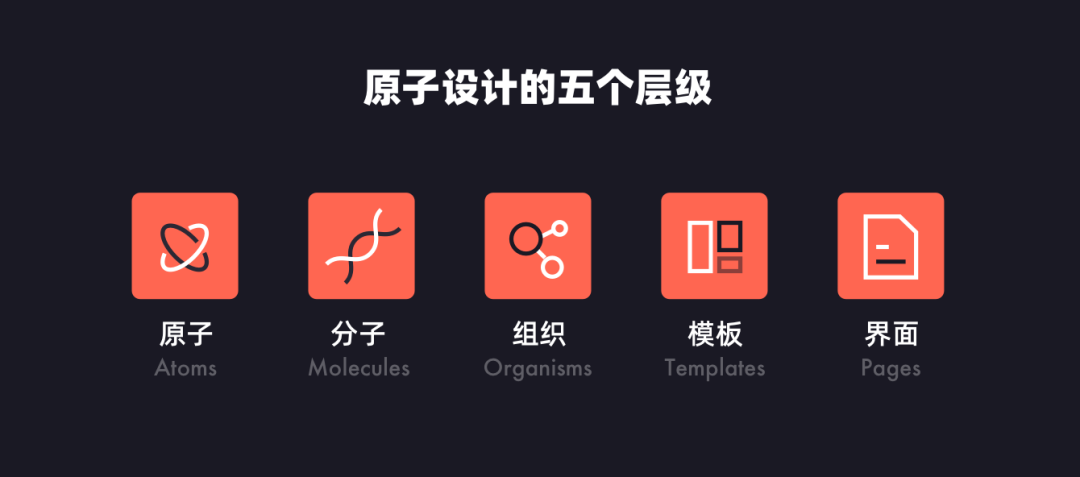 原子设计的五个层级
原子
Atoms
分子
Molecules
组织
Organisms
模板
Templates
界面
Pages